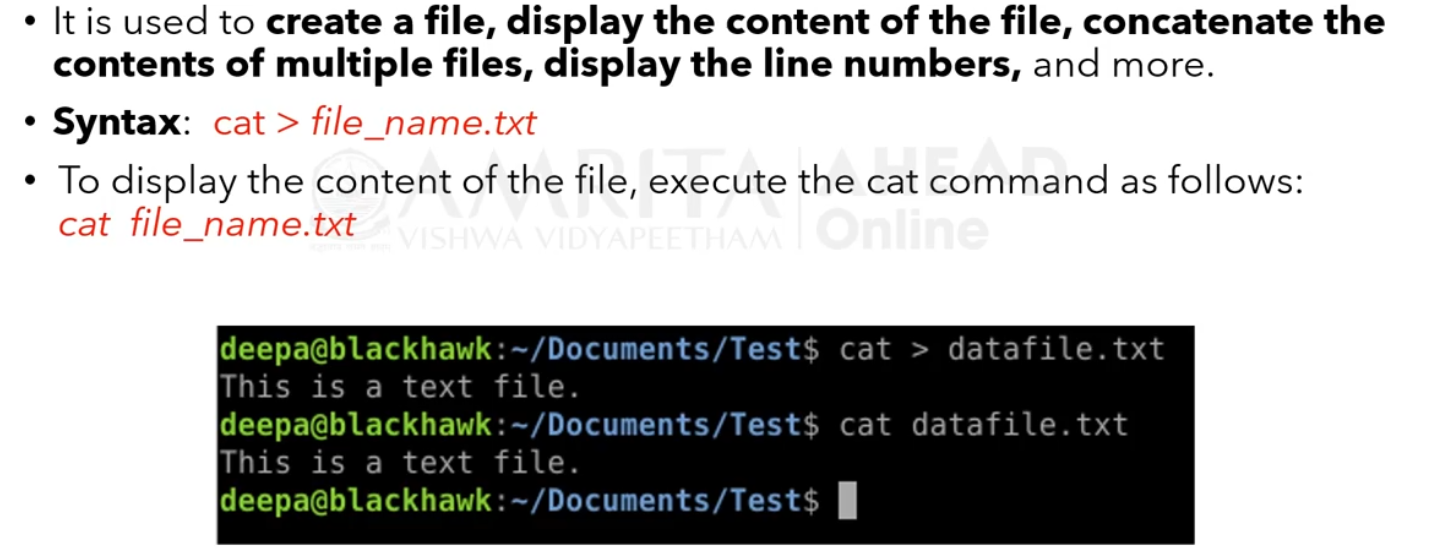 • It is used to create a file, display the content of the file, concatenate the
contents of multiple files, display the line numbers, and more.
• Syntax: cat > file_name.txt
• To display the content of the file, execute the cat command as follows:
cat file_name.txt
AMRITA AHEAD
VISHWA VIDYAPEETHAM Online
deepa@blackhawk:~/Documents/Test$ cat > datafile.txt
This is a text file.
deepa@blackhawk:~/Documents/Test$ cat datafile.txt
This is a text file.
deepa@blackhawk:~/Documents/Test$